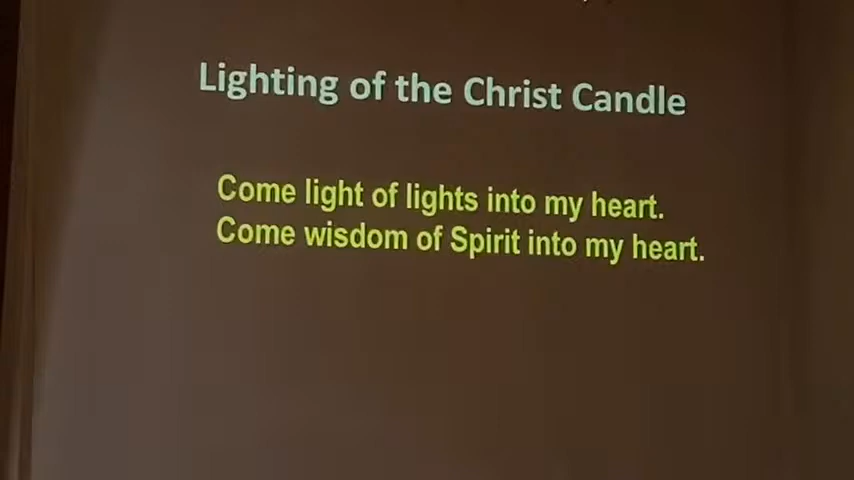 Lighting of the Christ Candle
Come light of lights into my heart.
Come wisdom of Spirit into my heart.